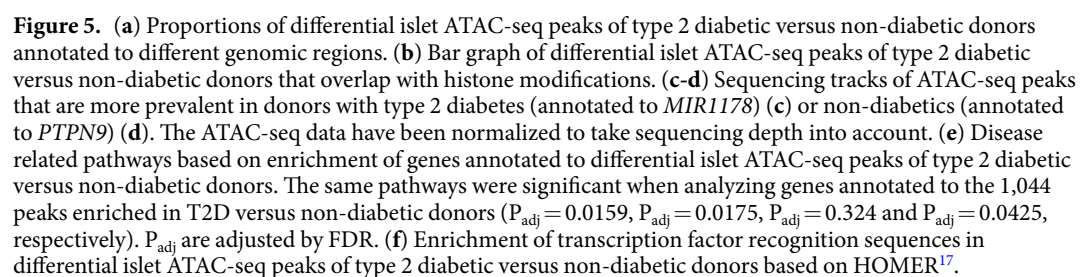 Figure 5. (a) Proportions of differential islet ATAC-seq peaks of type 2 diabetic versus non-diabetic donors
annotated to different genomic regions. (b) Bar graph of differential islet ATAC-seq peaks of type 2 diabetic
versus non-diabetic donors that overlap with histone modifications. (c-d) Sequencing tracks of ATAC-seq peaks
that are more prevalent in donors with type 2 diabetes (annotated to MIR1178) (c) or non-diabetics (annotated
to PTPN9) (d). The ATAC-seq data have been normalized to take sequencing depth into account. (e) Disease
related pathways based on enrichment of genes annotated to differential islet ATAC-seq peaks of type 2 diabetic
versus non-diabetic donors. The same pathways were significant when analyzing genes annotated to the 1,044
peaks enriched in T2D versus non-diabetic donors (Padj = 0.0159, Padj = 0.0175, Padj = 0.324 and Padj = 0.0425,
respectively). Padj are adjusted by FDR. (f) Enrichment of transcription factor recognition sequences in
differential islet ATAC-seq peaks of type 2 diabetic versus non-diabetic donors based on HOMER17.